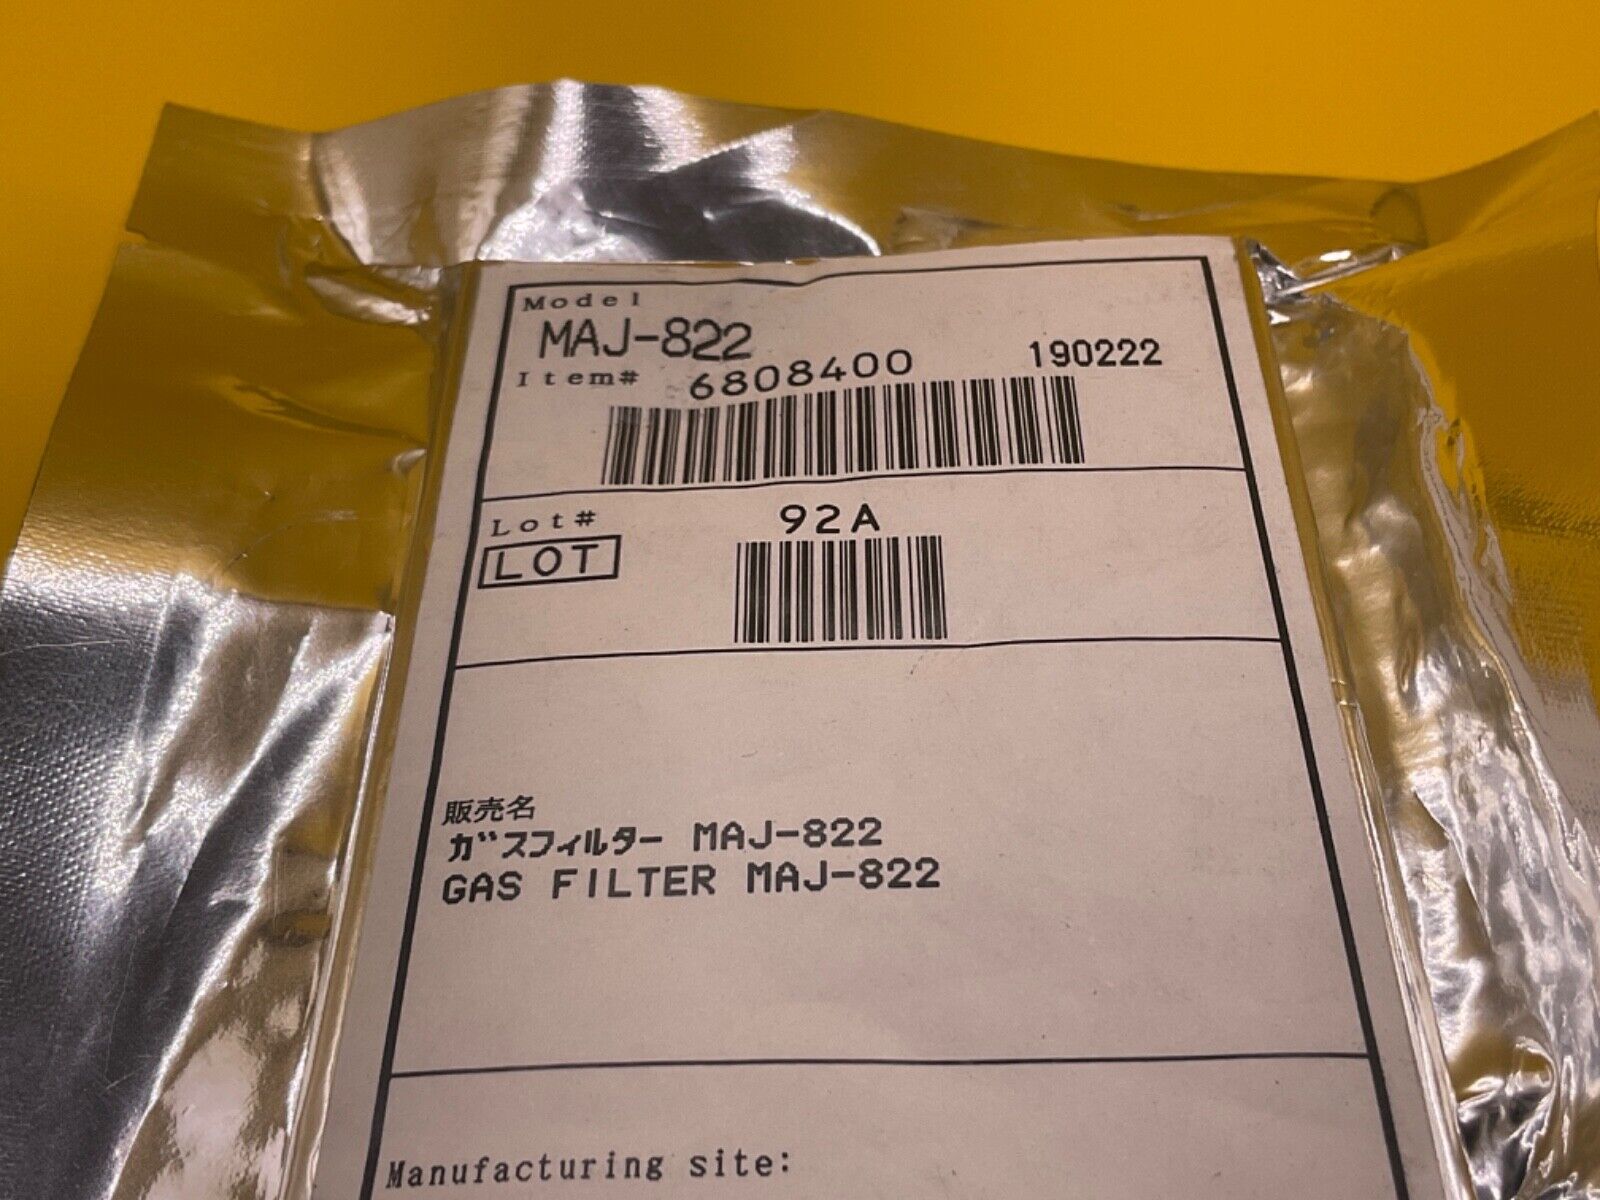 Model
MAJ-822
Item# 6808400 190222
Lot# 92A
LOT
販売名
ガスフィルター MAJ-822
GAS FILTER MAJ-822
Manufacturing site: